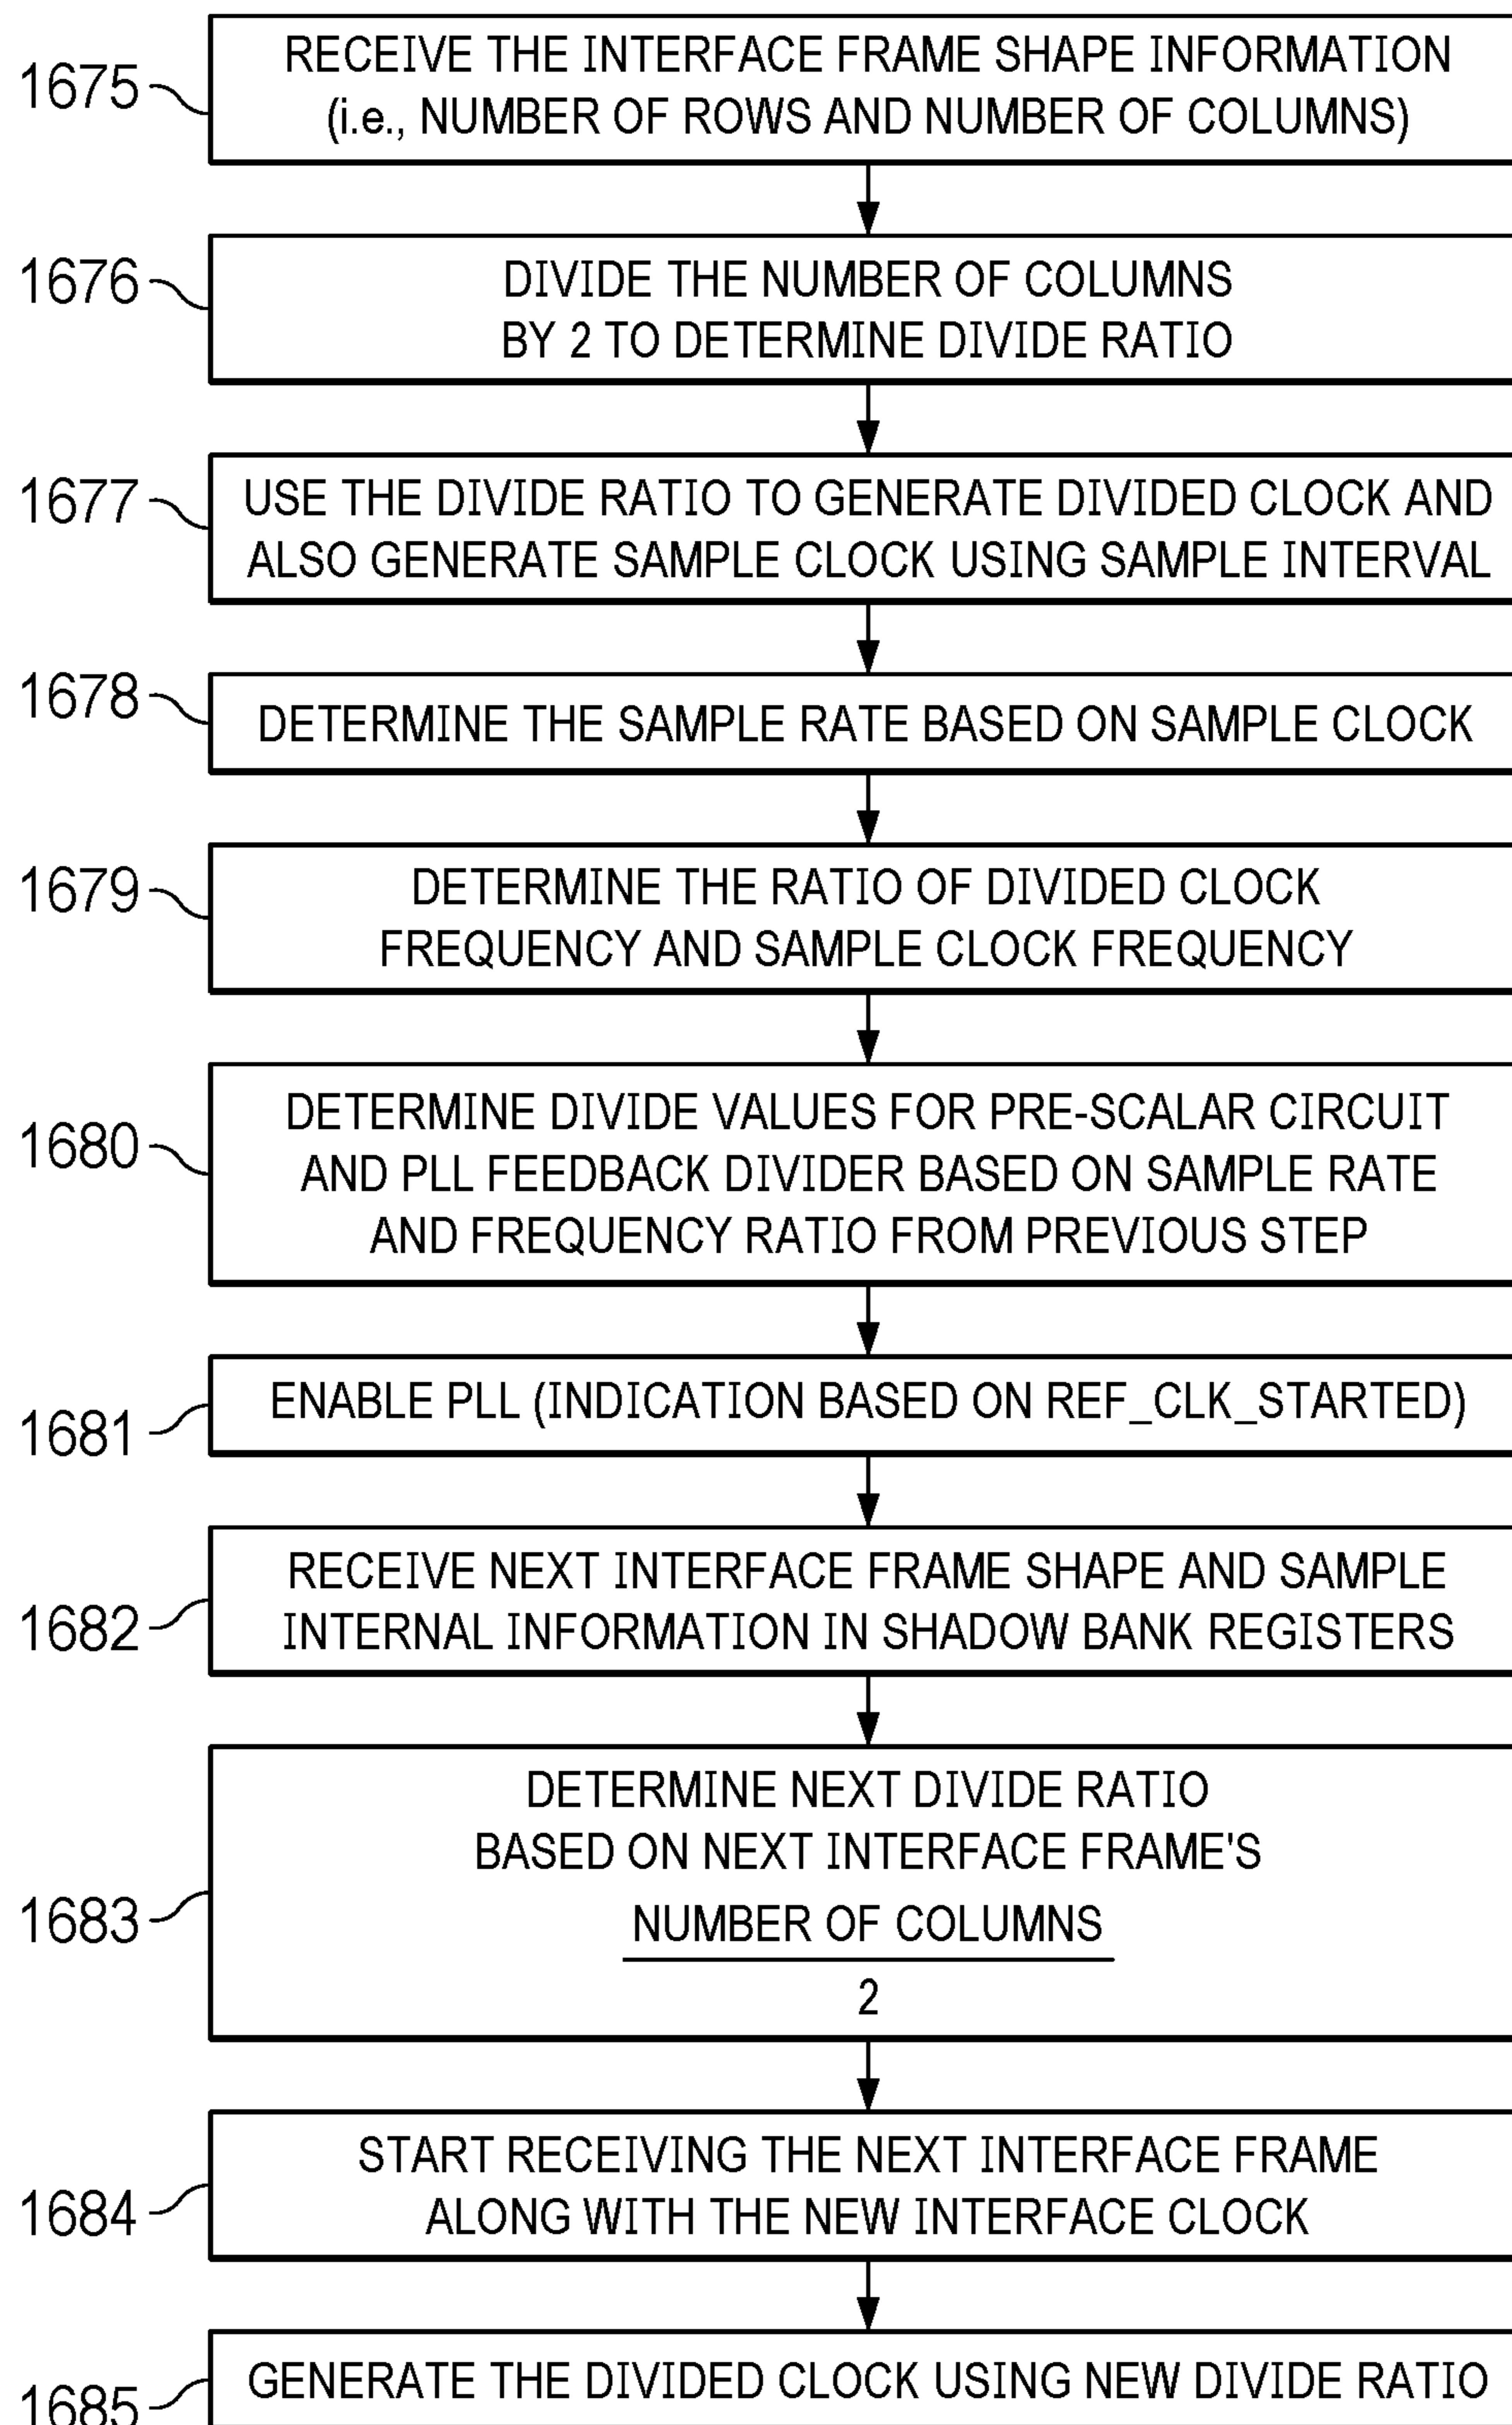 1675
RECEIVE THE INTERFACE FRAME SHAPE INFORMATION
(i.e., NUMBER OF ROWS AND NUMBER OF COLUMNS)
1676
DIVIDE THE NUMBER OF COLUMNS
BY 2 TO DETERMINE DIVIDE RATIO
1677
USE THE DIVIDE RATIO TO GENERATE DIVIDED CLOCK AND
ALSO GENERATE SAMPLE CLOCK USING SAMPLE INTERVAL
1678
DETERMINE THE SAMPLE RATE BASED ON SAMPLE CLOCK
1679
DETERMINE THE RATIO OF DIVIDED CLOCK
FREQUENCY AND SAMPLE CLOCK FREQUENCY
1680
DETERMINE DIVIDE VALUES FOR PRE-SCALAR CIRCUIT
AND PLL FEEDBACK DIVIDER BASED ON SAMPLE RATE
AND FREQUENCY RATIO FROM PREVIOUS STEP
1681
ENABLE PLL (INDICATION BASED ON REF_CLK_STARTED)
1682
RECEIVE NEXT INTERFACE FRAME SHAPE AND SAMPLE
INTERNAL INFORMATION IN SHADOW BANK REGISTERS
1683
DETERMINE NEXT DIVIDE RATIO
BASED ON NEXT INTERFACE FRAME'S
NUMBER OF COLUMNS
2
1684
START RECEIVING THE NEXT INTERFACE FRAME
ALONG WITH THE NEW INTERFACE CLOCK
1685
GENERATE THE DIVIDED CLOCK USING NEW DIVIDE RATIO